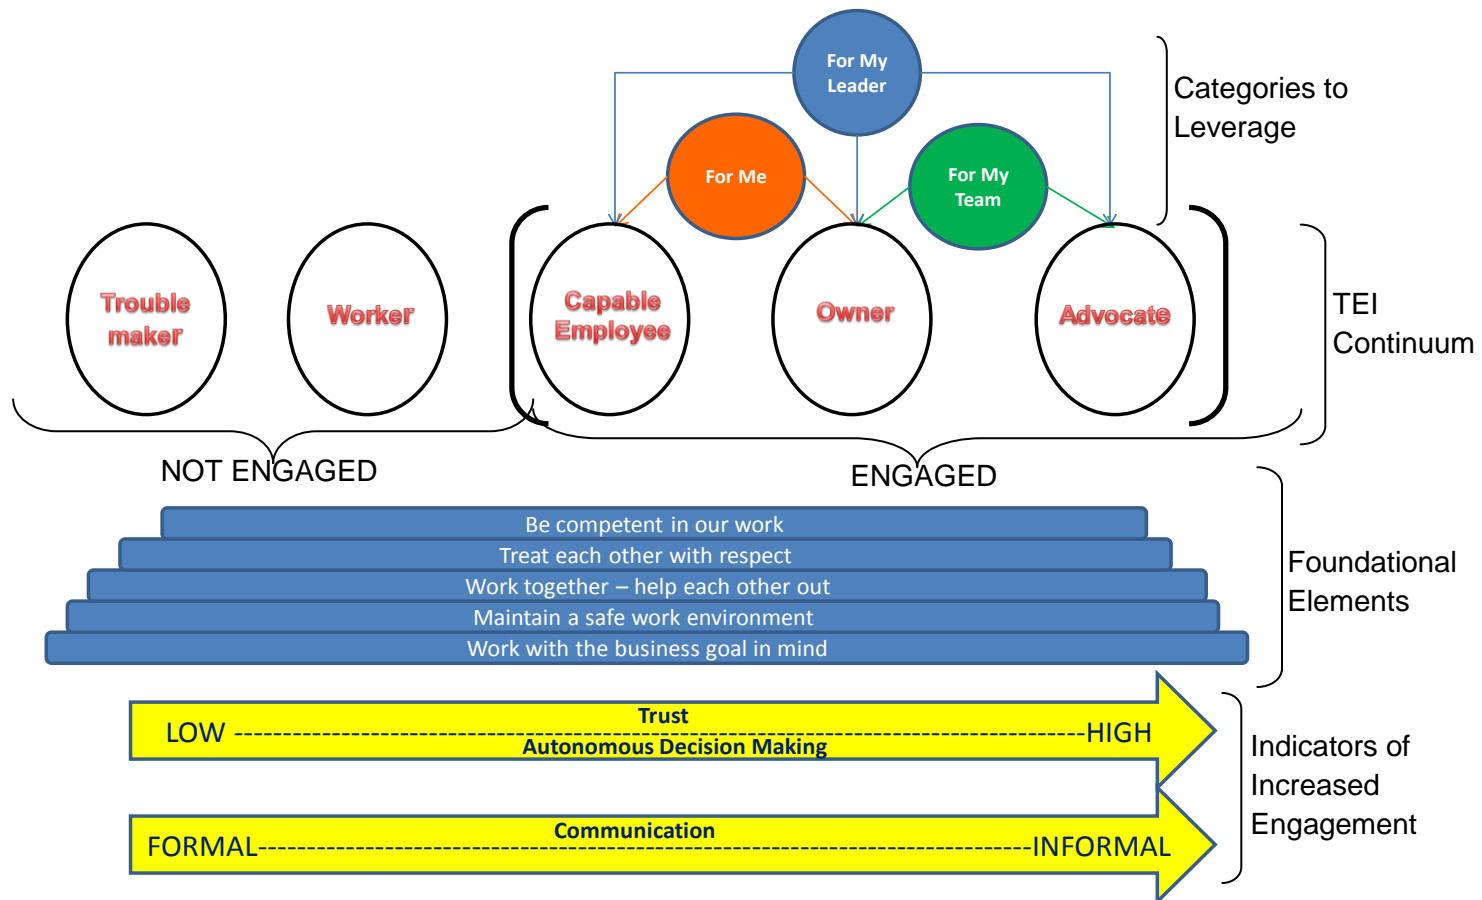 For My
Leader
Categories to
Leverage
For Me
For My
Team
Trouble
maker
Worker
Capable
Employee
Owner
Advocate
TEI
Continuum
NOT ENGAGED
ENGAGED
Be competent in our work
Treat each other with respect
Work together – help each other out
Maintain a safe work environment
Work with the business goal in mind
Foundational
Elements
Trust
LOW ---------------------------------------------------------------------------------------HIGH
Autonomous Decision Making
Communication
FORMAL-------------------------------------------------------------------------------INFORMAL
Indicators of
Increased
Engagement